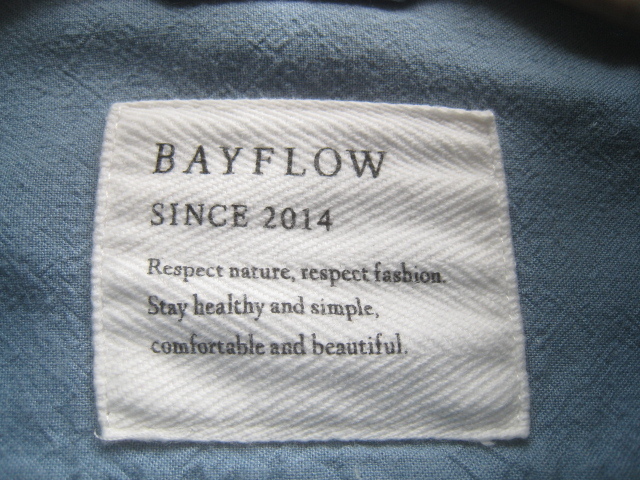 BAYFLOW
SINCE 2014
Respect nature, respect fashion.
Stay healthy and simple,
comfortable and beautiful.